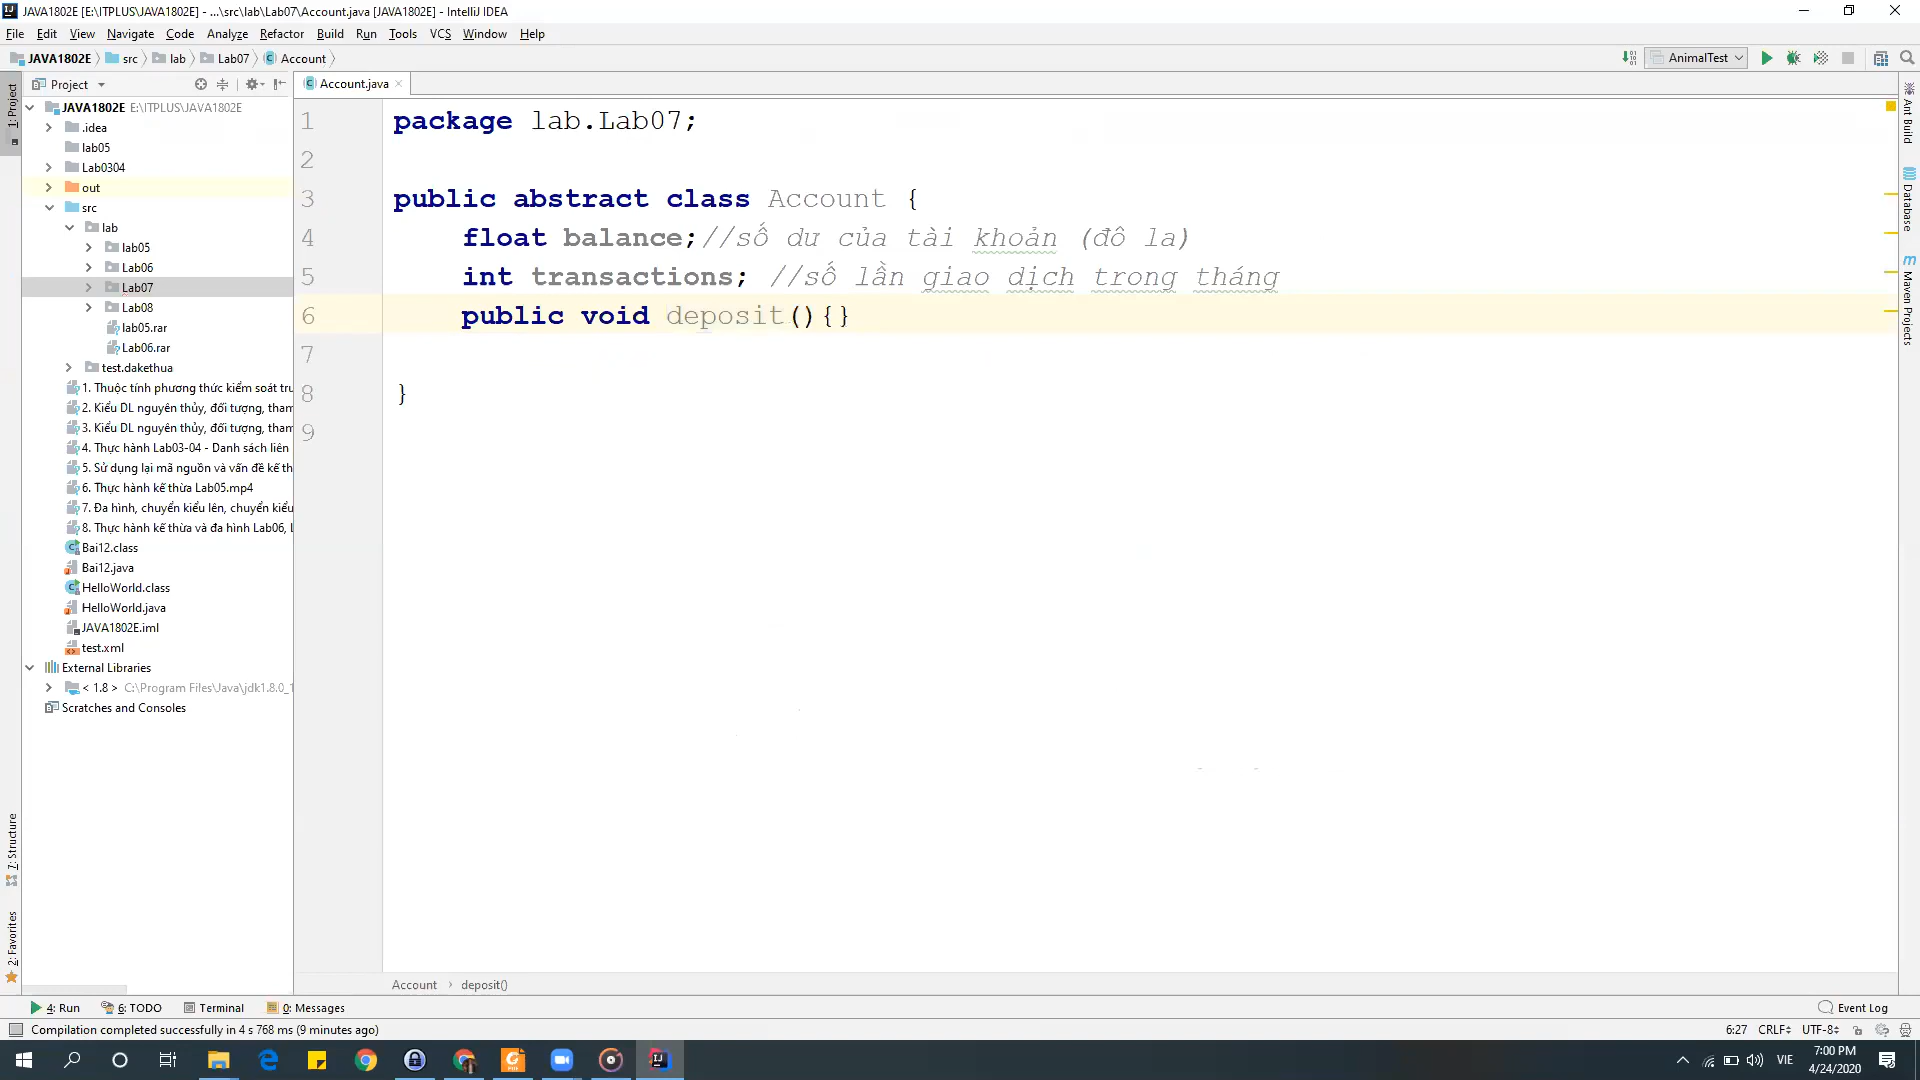 JAVA1802E [E:\ITPLUS\JAVA1802E] - ...\src\lab\Lab07\Account.java [JAVA1802E] - IntelliJ IDEA
File Edit View Navigate Code Analyze Refactor Build Run Tools VCS Window Help
JAVA1802E src lab Lab07 Account
AnimalTest
Project
Account.java
1: Project
JAVA1802E E:\ITPLUS\JAVA1802E
.idea
lab05
Lab0304
out
src
lab
lab05
Lab06
Lab07
Lab08
lab05.rar
Lab06.rar
test.dakethua
1. Thuộc tính phương thức kiểm soát tru
2. Kiểu DL nguyên thủy, đối tượng, tham
3. Kiểu DL nguyên thủy, đối tượng, tham
4. Thực hành Lab03-04 - Danh sách liên
5. Sử dụng lại mã nguồn và vấn đề kế th
6. Thực hành kế thừa Lab05.mp4
7. Đa hình, chuyển kiểu lên, chuyển kiểu
8. Thực hành kế thừa và đa hình Lab06, L
Bai12.class
Bai12.java
HelloWorld.class
HelloWorld.java
JAVA1802E.iml
test.xml
External Libraries
< 1.8 > C:\Program Files\Java\jdk1.8.0_1
Scratches and Consoles
7: Structure
2: Favorites
1 package lab.Lab07;
2
3 public abstract class Account {
4 float balance;//số dư của tài khoản (đô la)
5 int transactions; //số lần giao dịch trong tháng
6 public void deposit(){}
7
8 }
9
Account deposit()
Ant Build
Database
Maven Projects
4: Run 6: TODO Terminal 0: Messages Event Log
Compilation completed successfully in 4 s 768 ms (9 minutes ago) 6:27 CRLF UTF-8
VIE 7:00 PM
4/24/2020